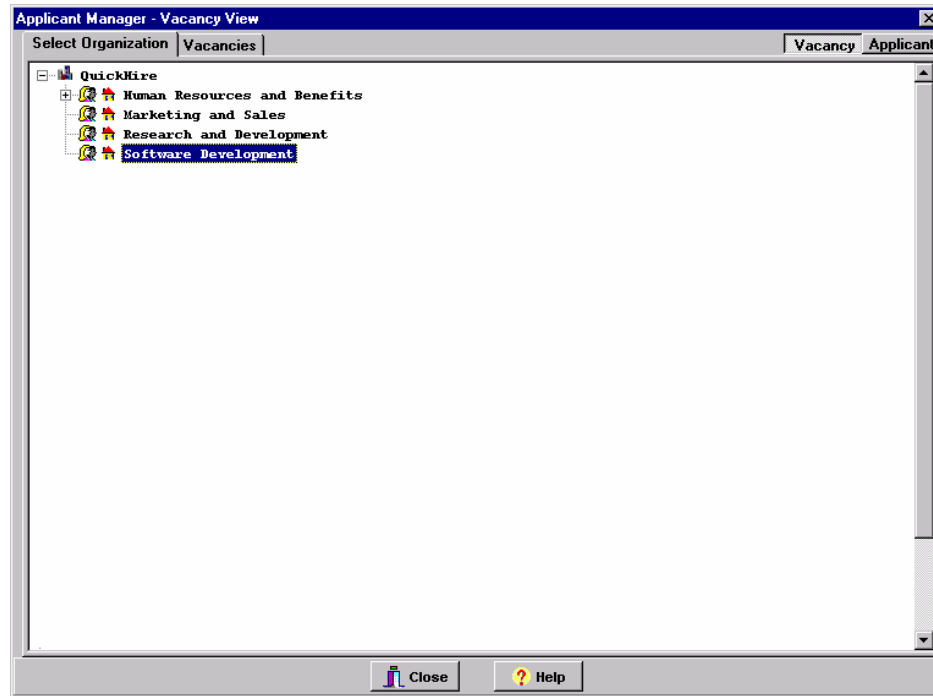 Applicant Manager - Vacancy View
Select Organization Vacancies Vacancy Applicant
QuickHire
Human Resources and Benefits
Marketing and Sales
Research and Development
Software Development
Close ? Help